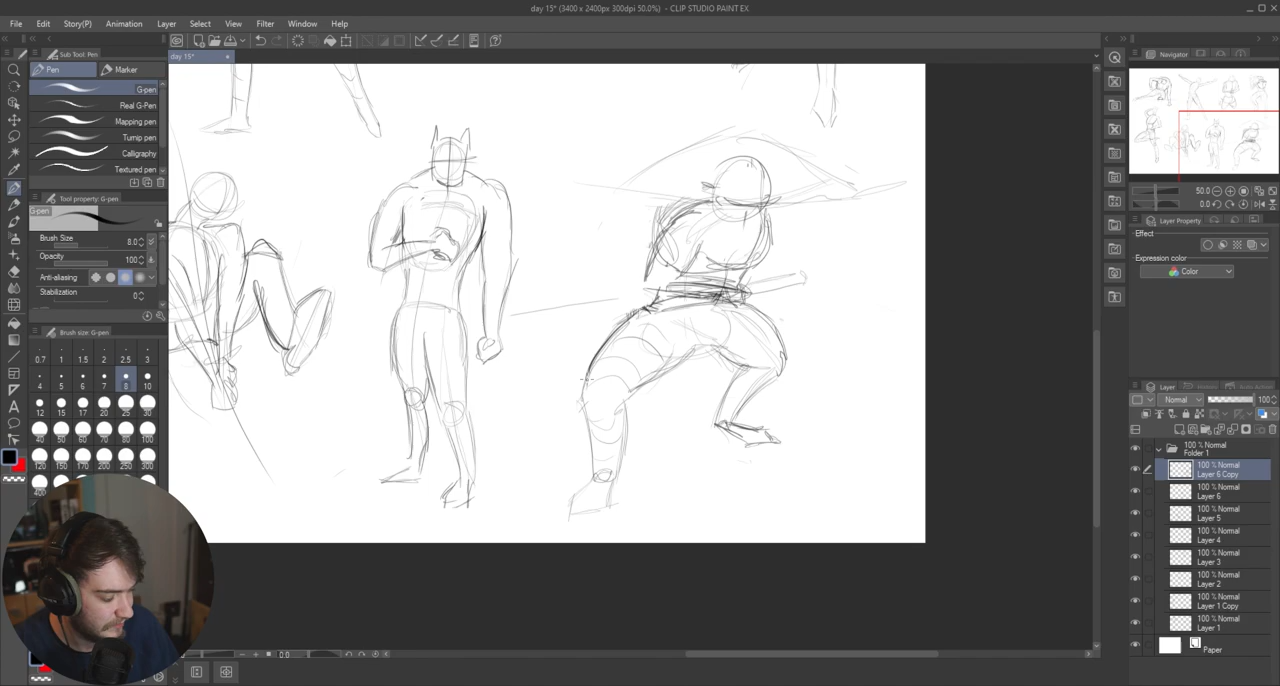 day 15* (3400 x 2400px 300dpi 50.0%) - CLIP STUDIO PAINT EX
File Edit Story(P) Animation Layer Select View Filter Window Help
Sub Tool: Pen
day 15*
Navigator
Pen
Marker
G-pen
Real G-Pen
Mapping pen
Turnip pen
Calligraphy
Textured pen
Tool property: G-pen
G-pen
Brush Size 8.0
Opacity 100
Anti-aliasing
Stabilization 0
50.0
0.0
Layer Property
Effect
Expression color
Color
Brush size: G-pen
0.7 1 1.5 2 2.5 3
4 5 6 7 8 10
12 15 17 20 25 30
40 50 60 70 80 100
120 150 170 200 250 300
400
Layer
Normal 100
100 % Normal
Folder 1
100 % Normal
Layer 6 Copy
100 % Normal
Layer 6
100 % Normal
Layer 5
100 % Normal
Layer 4
100 % Normal
Layer 3
100 % Normal
Layer 2
100 % Normal
Layer 1 Copy
100 % Normal
Layer 1
Paper